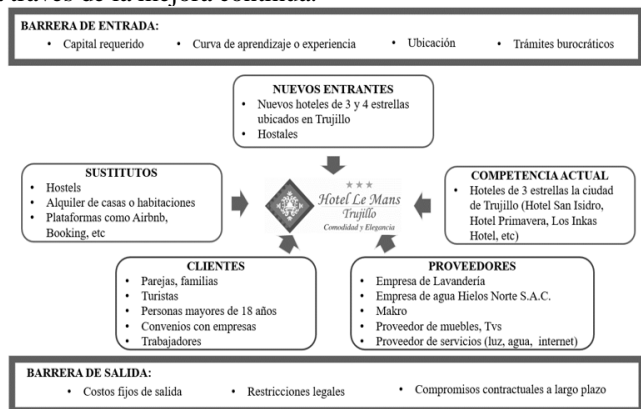 BARRERA DE ENTRADA:
• Capital requerido • Curva de aprendizaje o experiencia • Ubicación • Trámites burocráticos
NUEVOS ENTRANTES
• Nuevos hoteles de 3 y 4 estrellas
ubicados en Trujillo
• Hostales
SUSTITUTOS
• Hostels
• Alquiler de casas o habitaciones
• Plataformas como Airbnb,
Booking, etc
Hotel Le Mans
Trujillo
Comodidad y Elegancia
COMPETENCIA ACTUAL
• Hoteles de 3 estrellas la ciudad
de Trujillo (Hotel San Isidro,
Hotel Primavera, Los Inkas
Hotel, etc)
CLIENTES
• Parejas, familias
• Turistas
• Personas mayores de 18 años
• Convenios con empresas
• Trabajadores
PROVEEDORES
• Empresa de Lavandería
• Empresa de agua Hielos Norte S.A.C.
• Makro
• Proveedor de muebles, Tvs
• Proveedor de servicios (luz, agua, internet)
BARRERA DE SALIDA:
• Costos fijos de salida • Restricciones legales • Compromisos contractuales a largo plazo